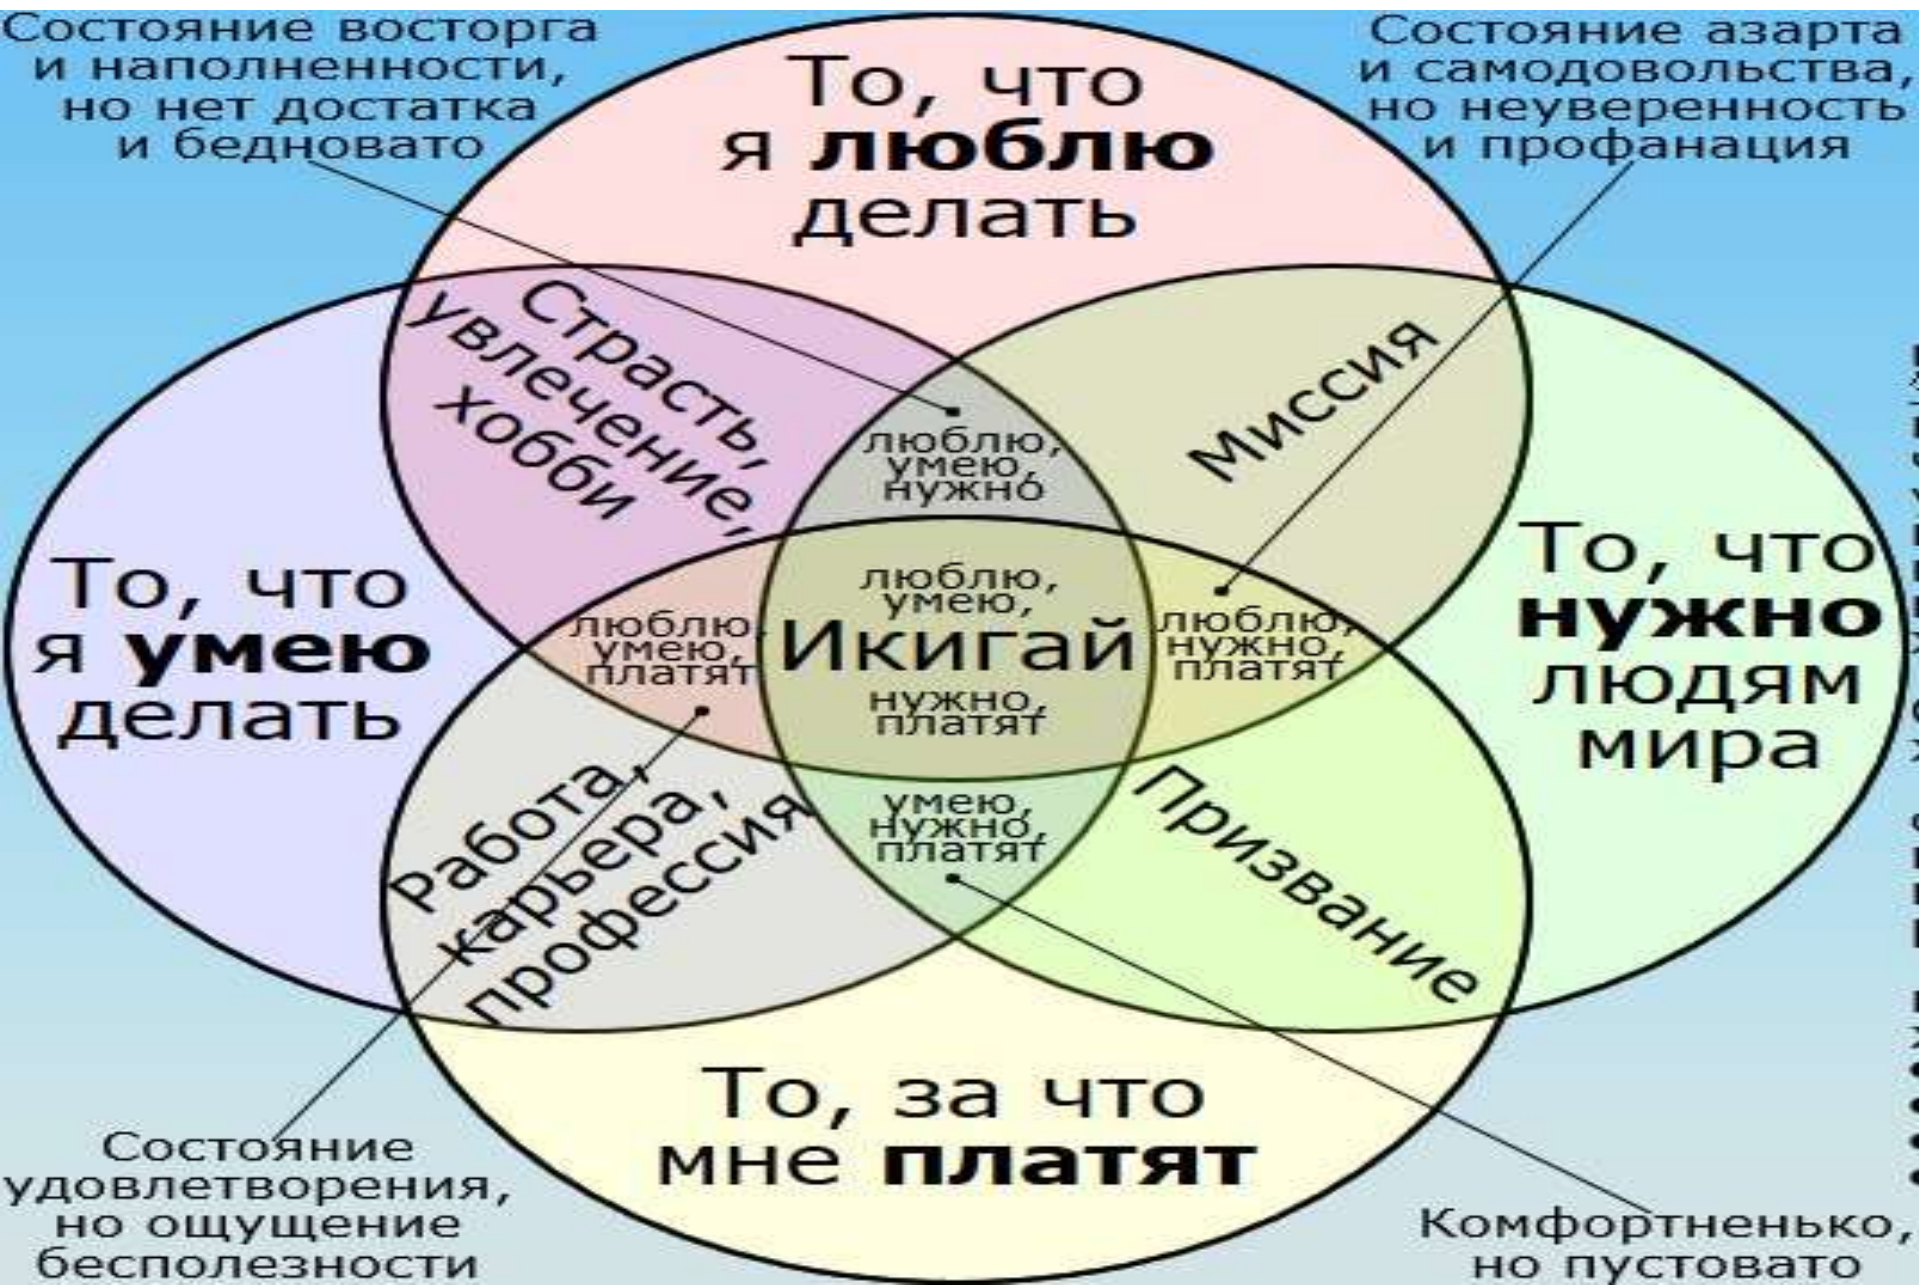 Состояние восторга
и наполненности,
но нет достатка
и бедновато
Состояние азарта
и самодовольства,
но неуверенность
и профанация
То, что
я люблю
делать
Страсть,
увлечение,
хобби
Миссия
люблю,
умею,
нужно
То, что
я умею
делать
люблю,
умею,
платят
люблю,
умею,
Икигай
нужно,
платят
люблю,
нужно,
платят
То, что
нужно
людям
мира
Работа,
карьера,
профессия
умею,
нужно,
платят
Призвание
То, за что
мне платят
Состояние
удовлетворения,
но ощущение
бесполезности
Комфортненько,
но пустовато